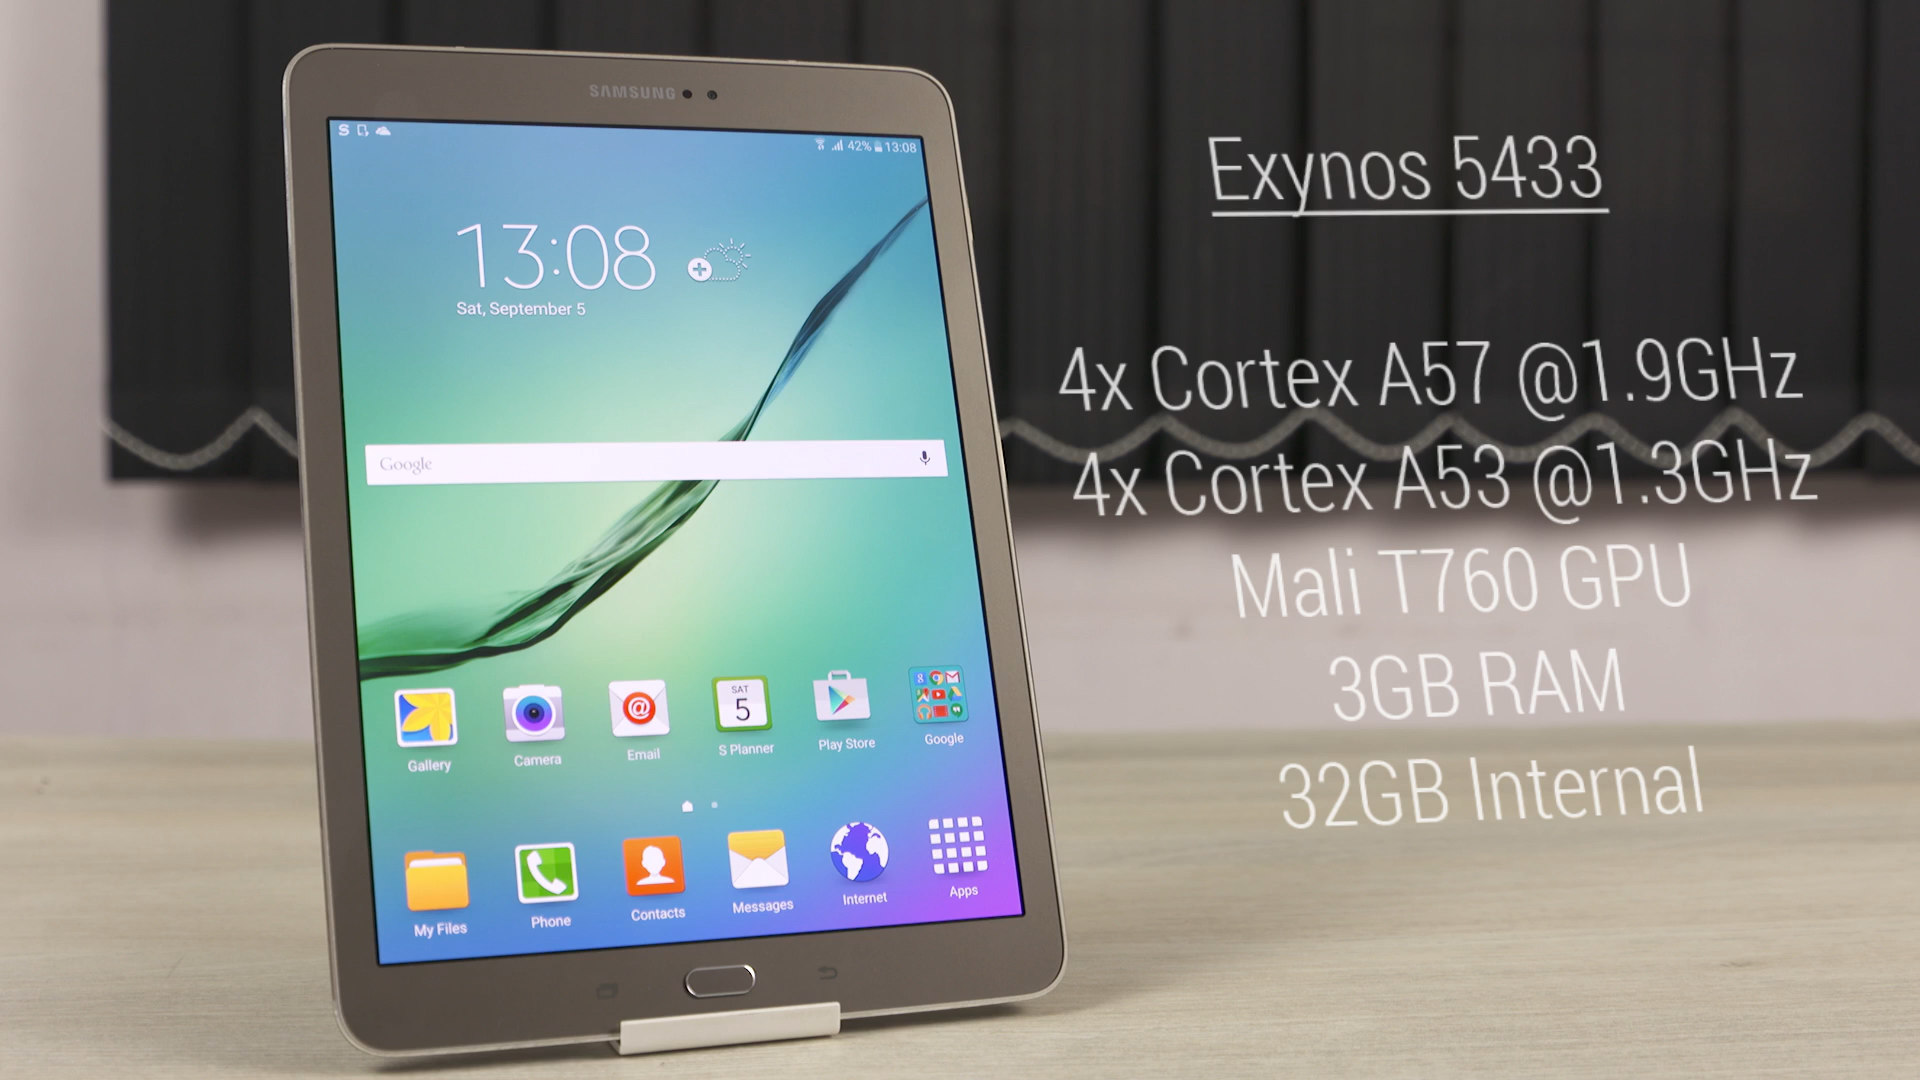 SAMSUNG
S 42% 13:08
13:08
Sat, September 5
Google
SAT
5
Gallery Camera Email S Planner Play Store Google
My Files Phone Contacts Messages Internet Apps
Exynos 5433
4x Cortex A57 @1.9GHz
4x Cortex A53 @1.3GHz
Mali T760 GPU
3GB RAM
32GB Internal